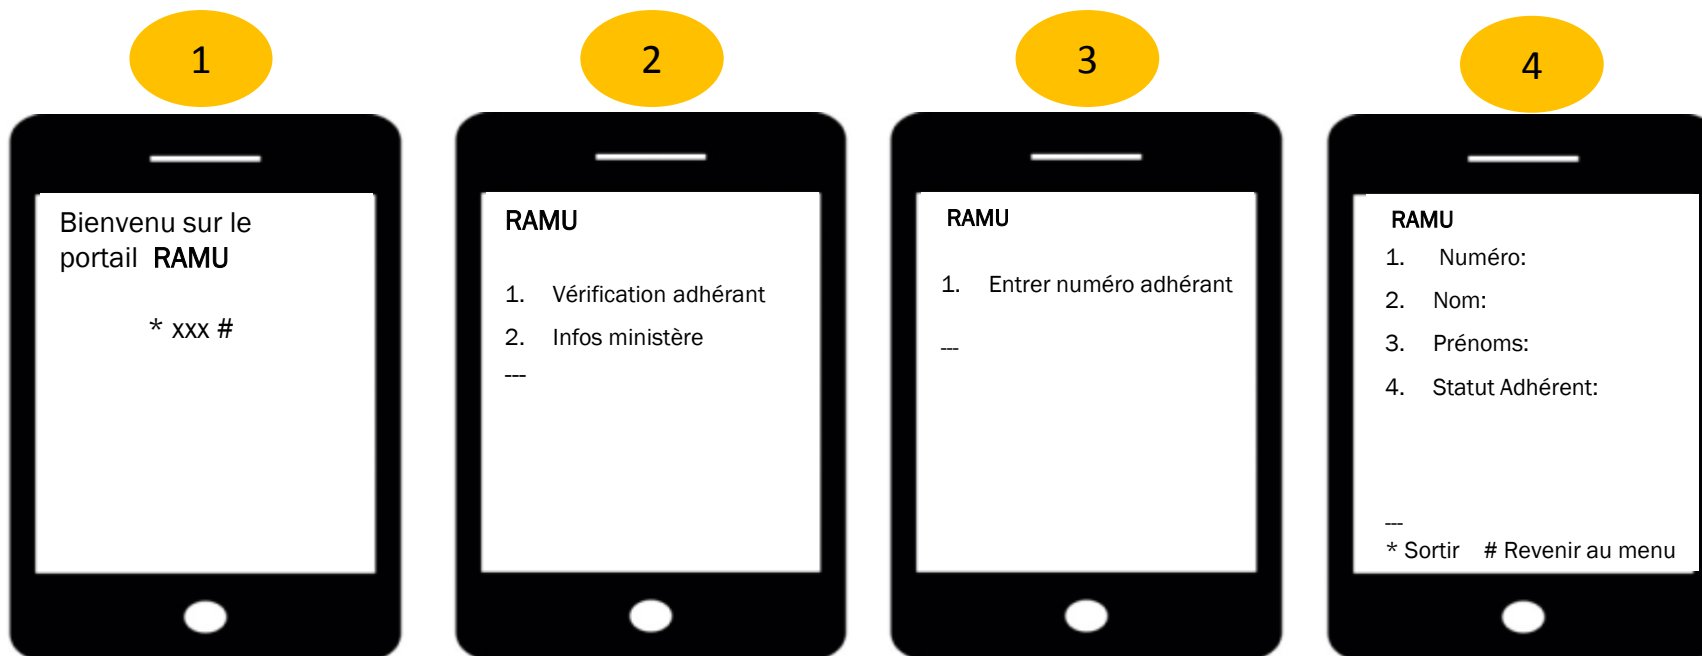 1
Bienvenu sur le
portail RAMU
* xxx #
2
RAMU
1. Vérification adhérant
2. Infos ministère
---
3
RAMU
1. Entrer numéro adhérant
---
4
RAMU
1. Numéro:
2. Nom:
3. Prénoms:
4. Statut Adhérent:
---
* Sortir # Revenir au menu